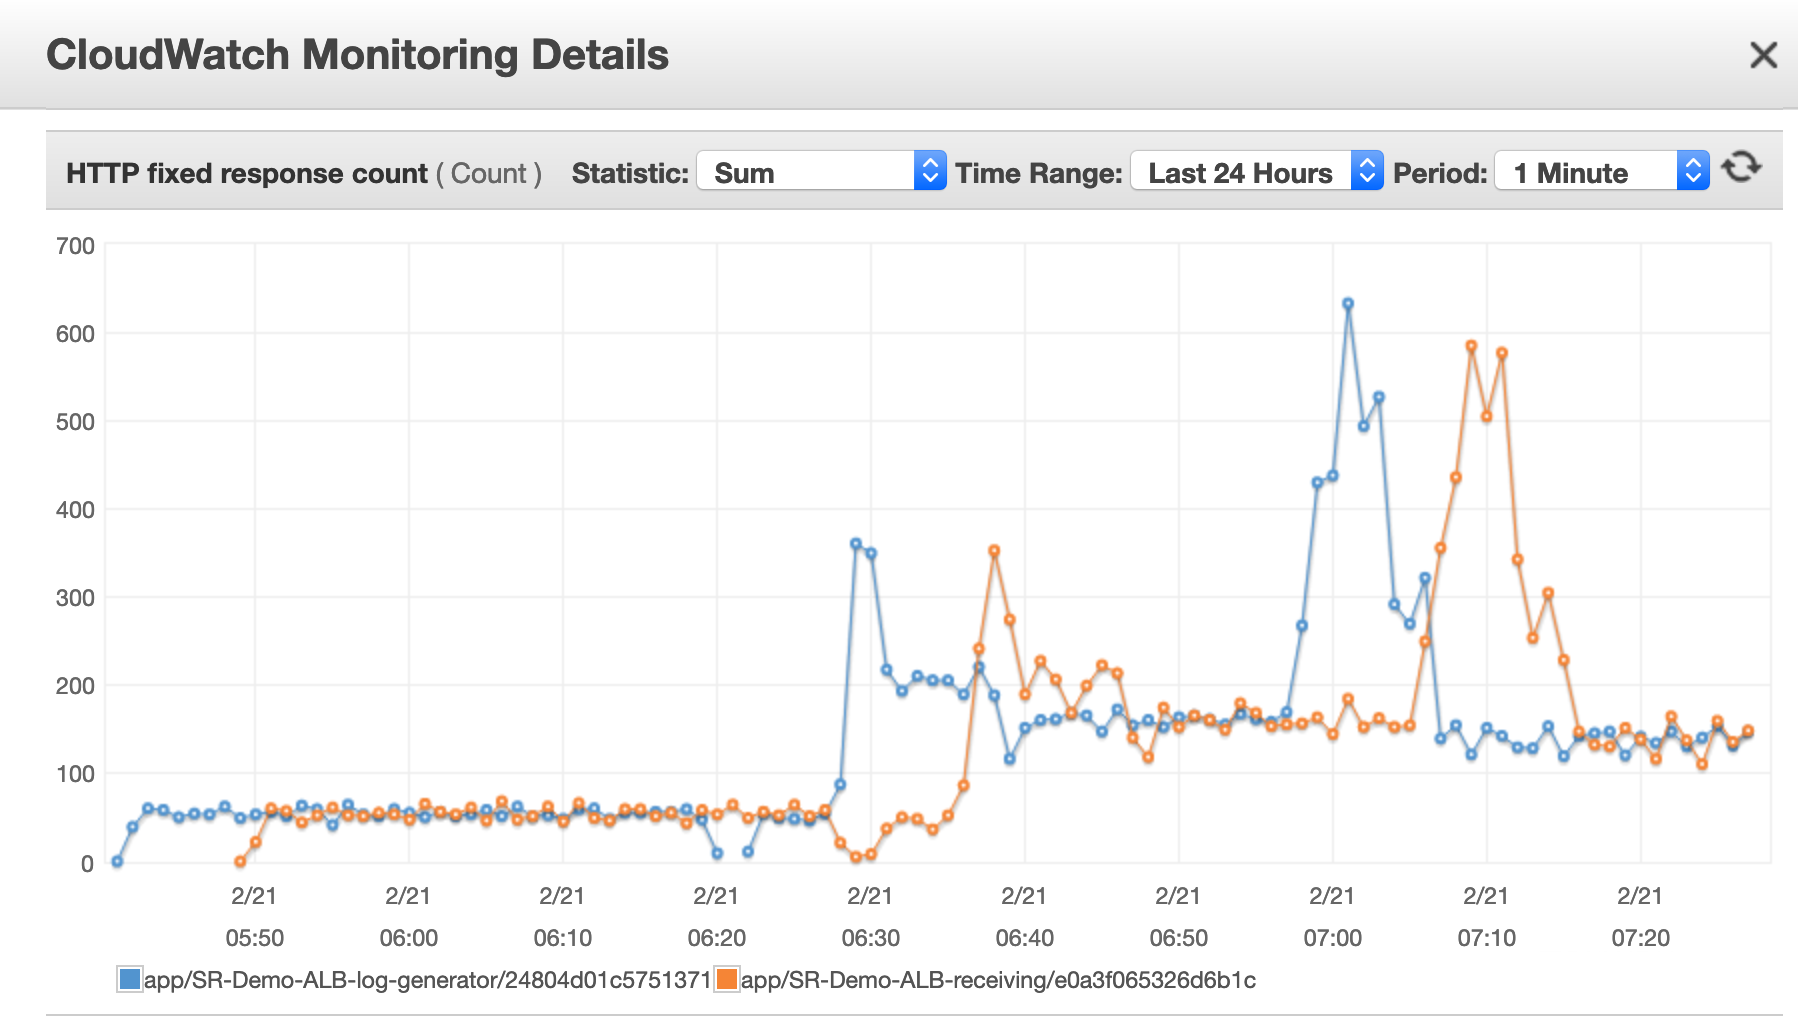 CloudWatch Monitoring Details
HTTP fixed response count ( Count ) Statistic: Sum Time Range: Last 24 Hours Period: 1 Minute
700
600
500
400
300
200
100
0
2/21 2/21 2/21 2/21 2/21 2/21 2/21 2/21 2/21 2/21
05:50 06:00 06:10 06:20 06:30 06:40 06:50 07:00 07:10 07:20
app/SR-Demo-ALB-log-generator/24804d01c5751371 app/SR-Demo-ALB-receiving/e0a3f065326d6b1c